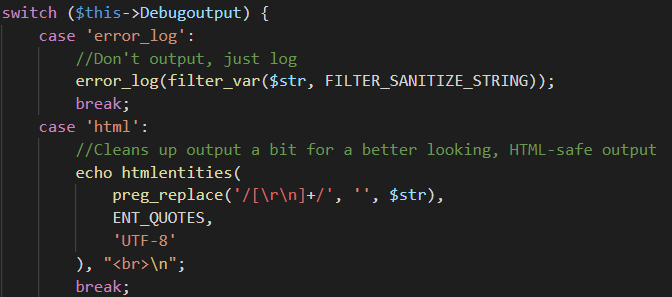 switch ($this->Debugoutput) {
    case 'error_log':
        //Don't output, just log
        error_log(filter_var($str, FILTER_SANITIZE_STRING));
        break;
    case 'html':
        //Cleans up output a bit for a better looking, HTML-safe output
        echo htmlentities(
            preg_replace('/[\r\n]+/', '', $str),
            ENT_QUOTES,
            'UTF-8'
        ), "<br>\n";
        break;